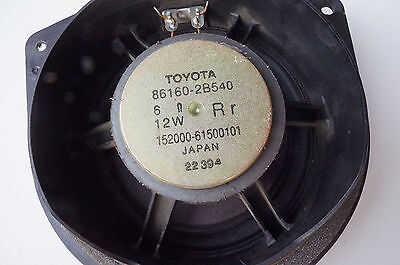 TOYOTA
86160-2B540
6 Ω Rr
12W
152000-61500101
JAPAN
22394